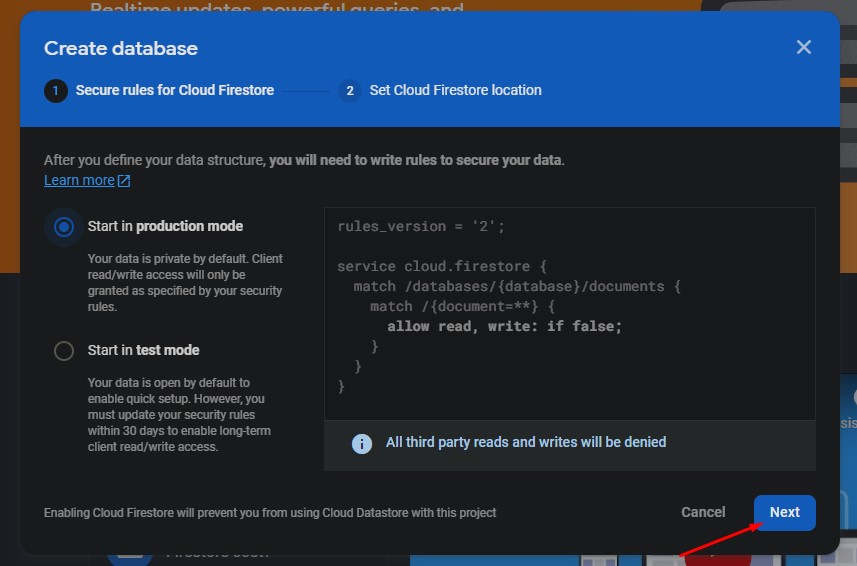 Realtime updates, powerful queries, and
Create database
1 Secure rules for Cloud Firestore 2 Set Cloud Firestore location
After you define your data structure, you will need to write rules to secure your data.
Learn more
Start in production mode
Your data is private by default. Client
read/write access will only be
granted as specified by your security
rules.
Start in test mode
Your data is open by default to
enable quick setup. However, you
must update your security rules
within 30 days to enable long-term
client read/write access.
rules_version = '2';
service cloud.firestore {
match /databases/{database}/documents {
match /{document=**} {
allow read, write: if false;
}
}
}
All third party reads and writes will be denied
Enabling Cloud Firestore will prevent you from using Cloud Datastore with this project
Cancel
Next